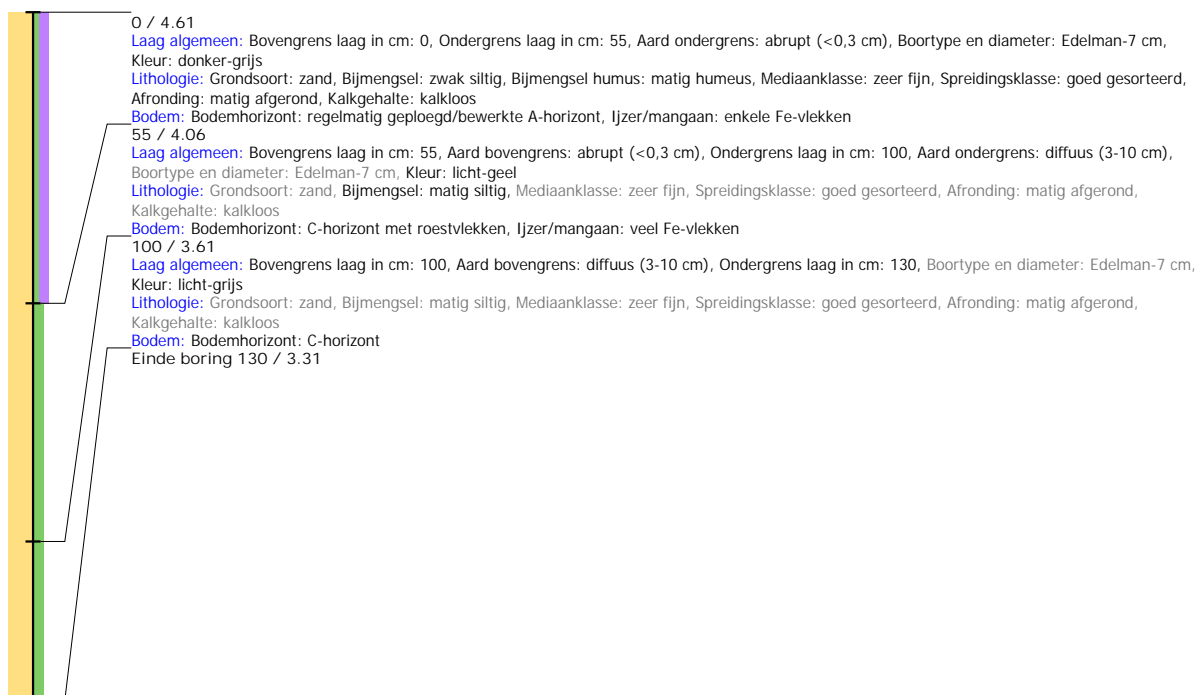 0 / 4.61
Laag algemeen: Bovengrens laag in cm: 0, Ondergrens laag in cm: 55, Aard ondergrens: abrupt (<0,3 cm), Boortype en diameter: Edelman-7 cm,
Kleur: donker-grijs
Lithologie: Grondsoort: zand, Bijmengsel: zwak siltig, Bijmengsel humus: matig humeus, Mediaanklasse: zeer fijn, Spreidingsklasse: goed gesorteerd,
Afronding: matig afgerond, Kalkgehalte: kalkloos
Bodem: Bodemhorizont: regelmatig geploegd/bewerkte A-horizont, Ijzer/mangaan: enkele Fe-vlekken
55 / 4.06
Laag algemeen: Bovengrens laag in cm: 55, Aard bovengrens: abrupt (<0,3 cm), Ondergrens laag in cm: 100, Aard ondergrens: diffuus (3-10 cm),
Boortype en diameter: Edelman-7 cm, Kleur: licht-geel
Lithologie: Grondsoort: zand, Bijmengsel: matig siltig, Mediaanklasse: zeer fijn, Spreidingsklasse: goed gesorteerd, Afronding: matig afgerond,
Kalkgehalte: kalkloos
Bodem: Bodemhorizont: C-horizont met roestvlekken, Ijzer/mangaan: veel Fe-vlekken
100 / 3.61
Laag algemeen: Bovengrens laag in cm: 100, Aard bovengrens: diffuus (3-10 cm), Ondergrens laag in cm: 130, Boortype en diameter: Edelman-7 cm,
Kleur: licht-grijs
Lithologie: Grondsoort: zand, Bijmengsel: matig siltig, Mediaanklasse: zeer fijn, Spreidingsklasse: goed gesorteerd, Afronding: matig afgerond,
Kalkgehalte: kalkloos
Bodem: Bodemhorizont: C-horizont
Einde boring 130 / 3.31